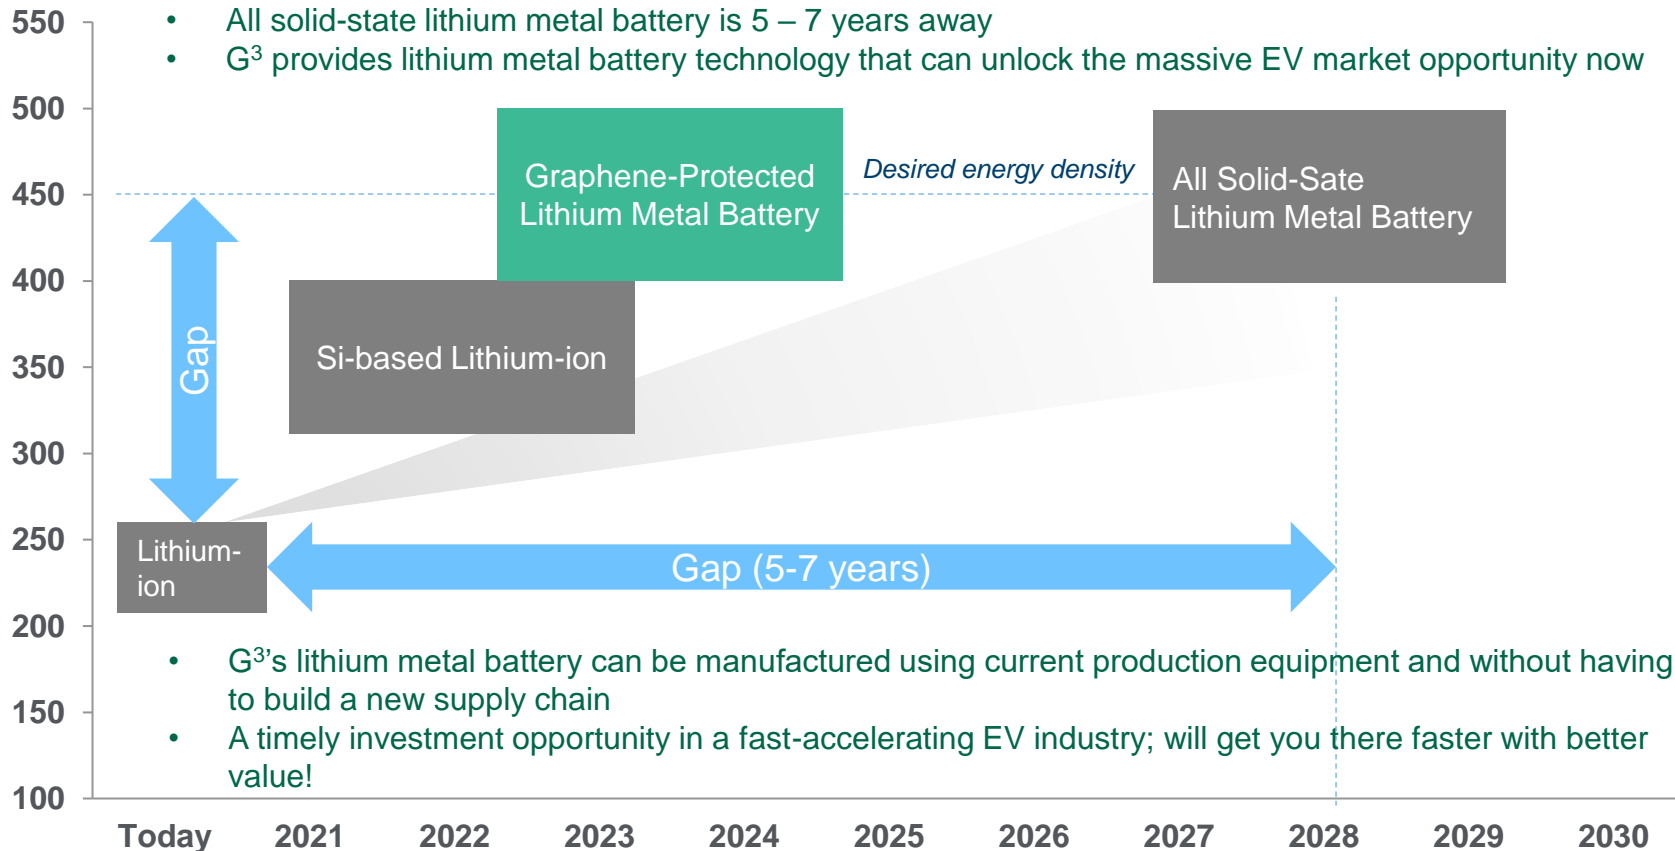 550
• All solid-state lithium metal battery is 5 – 7 years away
• G³ provides lithium metal battery technology that can unlock the massive EV market opportunity now
500
Graphene-Protected
Lithium Metal Battery
Desired energy density
All Solid-Sate
Lithium Metal Battery
450
400
Gap
Si-based Lithium-ion
350
300
250
Lithium-
ion
Gap (5-7 years)
200
• G³’s lithium metal battery can be manufactured using current production equipment and without having
to build a new supply chain
150
• A timely investment opportunity in a fast-accelerating EV industry; will get you there faster with better
value!
100
Today 2021 2022 2023 2024 2025 2026 2027 2028 2029 2030